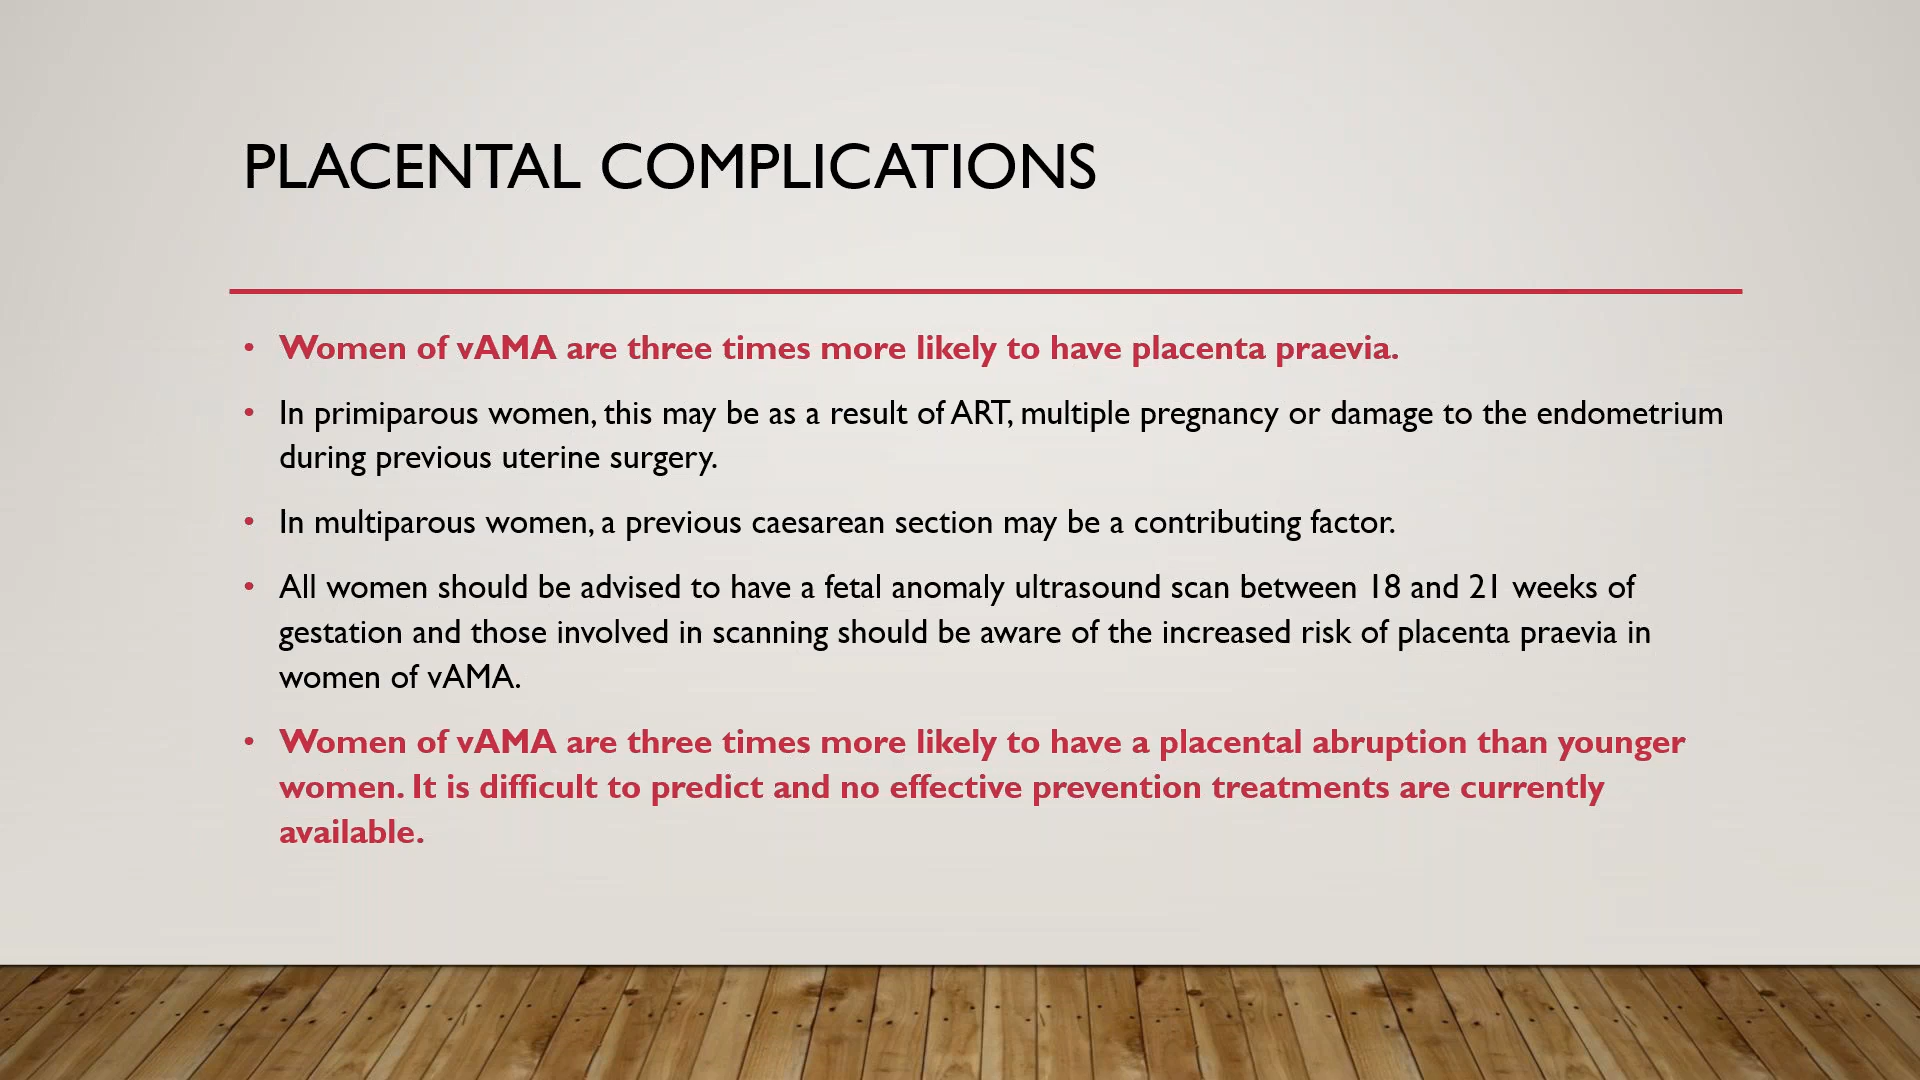 PLACENTAL COMPLICATIONS
• Women of vAMA are three times more likely to have placenta praevia.
• In primiparous women, this may be as a result of ART, multiple pregnancy or damage to the endometrium
during previous uterine surgery.
• In multiparous women, a previous caesarean section may be a contributing factor.
• All women should be advised to have a fetal anomaly ultrasound scan between 18 and 21 weeks of
gestation and those involved in scanning should be aware of the increased risk of placenta praevia in
women of vAMA.
• Women of vAMA are three times more likely to have a placental abruption than younger
women. It is difficult to predict and no effective prevention treatments are currently
available.